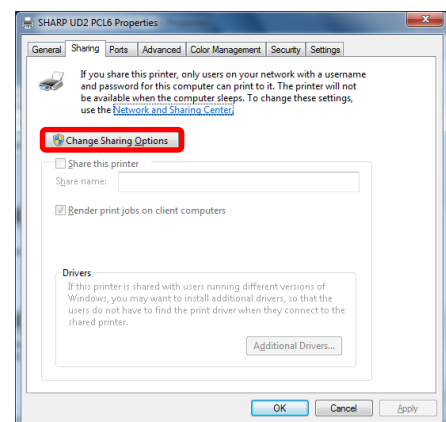 SHARP UD2 PCL6 Properties
General Sharing Ports Advanced Color Management Security Settings
If you share this printer, only users on your network with a username
and password for this computer can print to it. The printer will not
be available when the computer sleeps. To change these settings,
use the Network and Sharing Center.
Change Sharing Options
Share this printer
Share name:
Render print jobs on client computers
Drivers
If this printer is shared with users running different versions of
Windows, you may want to install additional drivers, so that the
users do not have to find the print driver when they connect to the
shared printer.
Additional Drivers...
OK Cancel Apply